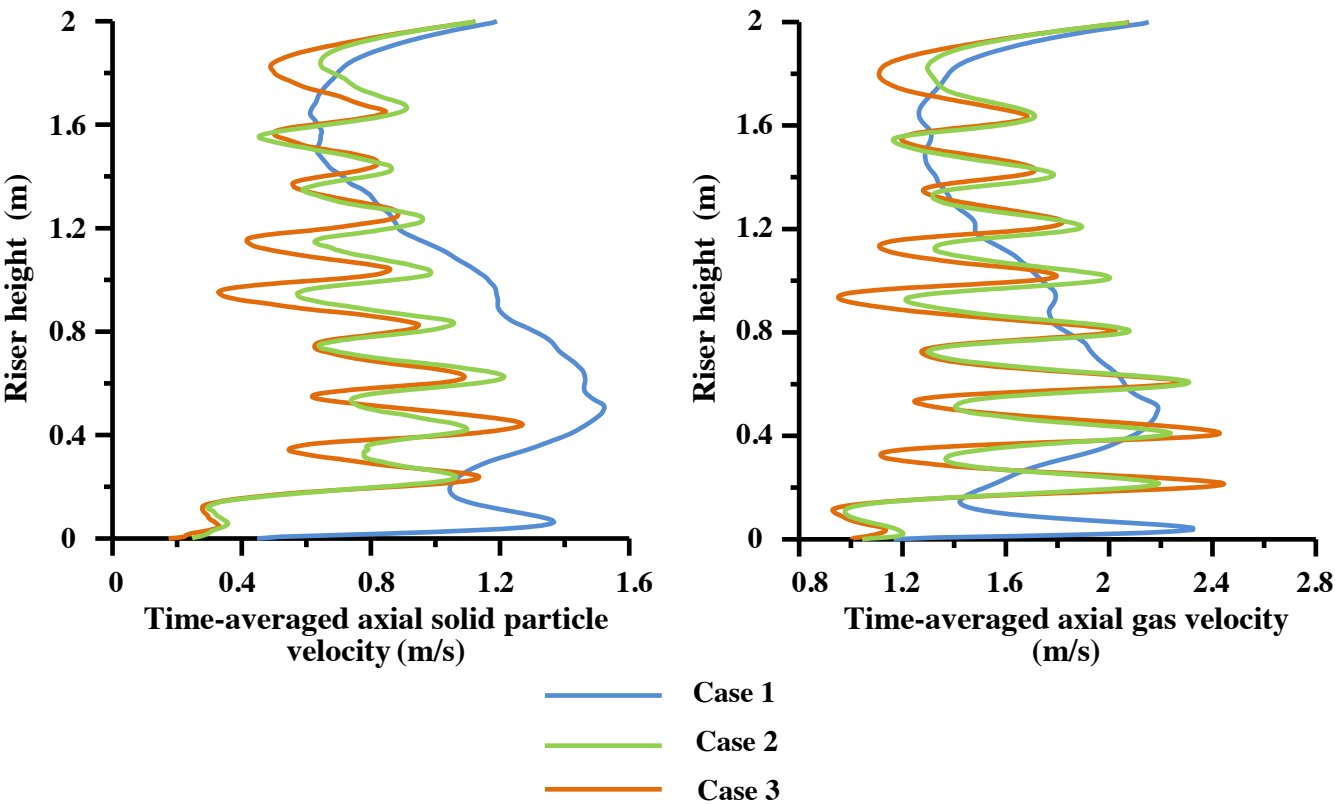 2
1.6
1.2
0.8
0.4
0
Riser height (m)
0
0.4
0.8
1.2
1.6
Time-averaged axial solid particle
velocity (m/s)
2
1.6
1.2
0.8
0.4
0
Riser height (m)
0.8
1.2
1.6
2
2.4
2.8
Time-averaged axial gas velocity
(m/s)
Case 1
Case 2
Case 3